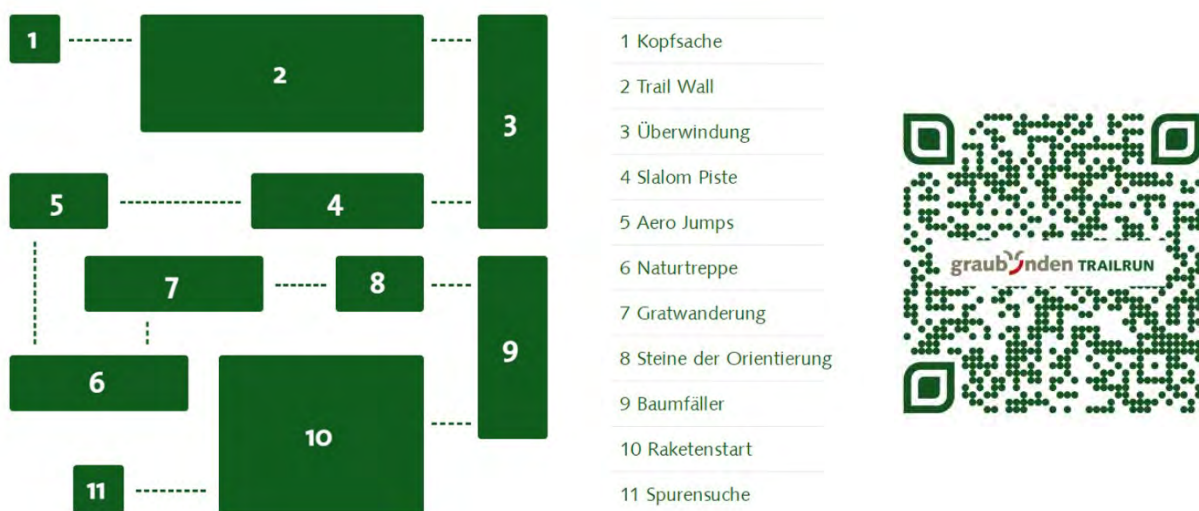 1
2
3
4
5
6
7
8
9
10
11
1 Kopfsache
2 Trail Wall
3 Überwindung
4 Slalom Piste
5 Aero Jumps
6 Naturtreppe
7 Gratwanderung
8 Steine der Orientierung
9 Baumfäller
10 Raketenstart
11 Spurensuche
graubünden TRAILRUN